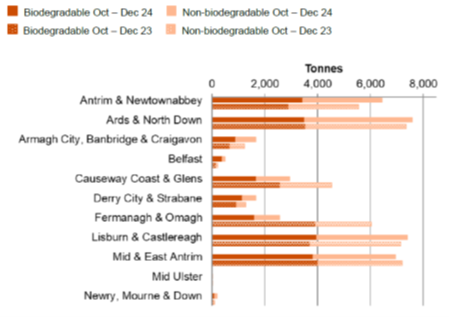 Biodegradable Oct – Dec 24 Non-biodegradable Oct – Dec 24
Biodegradable Oct – Dec 23 Non-biodegradable Oct – Dec 23
Tonnes
0 2,000 4,000 6,000 8,000
Antrim & Newtownabbey
Ards & North Down
Armagh City, Banbridge & Craigavon
Belfast
Causeway Coast & Glens
Derry City & Strabane
Fermanagh & Omagh
Lisburn & Castlereagh
Mid & East Antrim
Mid Ulster
Newry, Mourne & Down